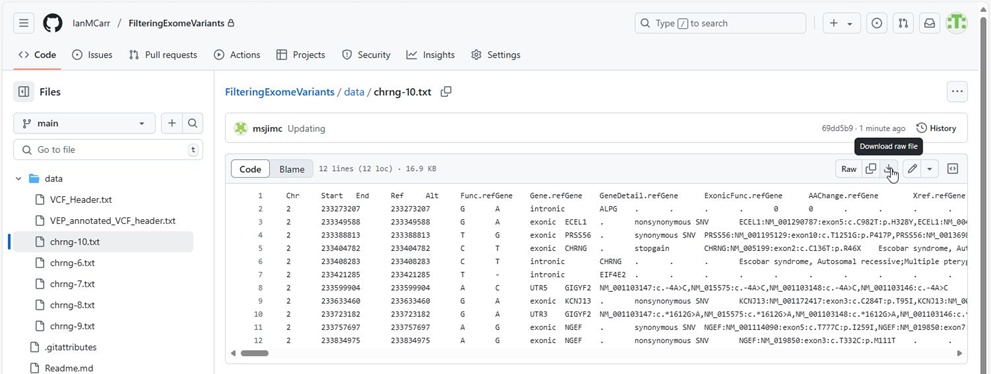 IanMCarr / FilteringExomeVariants
Type / to search
Code Issues Pull requests Actions Projects Security Insights Settings
Files
main
Go to file t
data
VCF_Header.txt
VEP_annotated_VCF_header.txt
chrng-10.txt
chrng-6.txt
chrng-7.txt
chrng-8.txt
chrng-9.txt
.gitattributes
Readme.md
FilteringExomeVariants / data / chrng-10.txt
msjimc Updating 69dd5b9 · 1 minute ago History
Download raw file
Code Blame 12 lines (12 loc) · 16.9 KB Raw
1 Chr Start End Ref Alt Func.refGene Gene.refGene GeneDetail.refGene ExonicFunc.refGene AAChange.refGene Xref.refGene
2 2 233273207 233273207 G A intronic ALPG . . . 0 0 . . .
3 2 233349588 233349588 G A exonic ECEL1 . nonsynonymous SNV ECEL1:NM_001290787:exon5:c.C982T:p.H328Y,ECEL1:NM_004
4 2 233388813 233388813 T G exonic PRSS56 . synonymous SNV PRSS56:NM_001195129:exon10:c.T1251G:p.P417P,PRSS56:NM_0013698
5 2 233404782 233404782 C T exonic CHRNG . stopgain CHRNG:NM_005199:exon2:c.C136T:p.R46X Escobar syndrome, Aut
6 2 233408283 233408283 C T intronic CHRNG . . . Escobar syndrome, Autosomal recessive;Multiple ptery
7 2 233421285 233421285 T - intronic EIF4E2 . . . . . . . . .
8 2 233599904 233599904 A C UTR5 GIGYF2 NM_001103147:c.-4A>C,NM_015575:c.-4A>C,NM_001103148:c.-4A>C,NM_001103146:c.-4A>C
9 2 233633460 233633460 G A exonic KCNJ13 . nonsynonymous SNV KCNJ13:NM_001172417:exon3:c.C284T:p.T95I,KCNJ13:NM
10 2 233723182 233723182 G A UTR3 GIGYF2 NM_001103147:c.*1612G>A,NM_015575:c.*1612G>A,NM_001103148:c.*1612G>A,NM_0011031
11 2 233757697 233757697 G A exonic NGEF . synonymous SNV NGEF:NM_001114090:exon5:c.T777C:p.I259I,NGEF:NM_019850:exon7
12 2 233834975 233834975 A G exonic NGEF . nonsynonymous SNV NGEF:NM_019850:exon3:c.T332C:p.M111T . . .